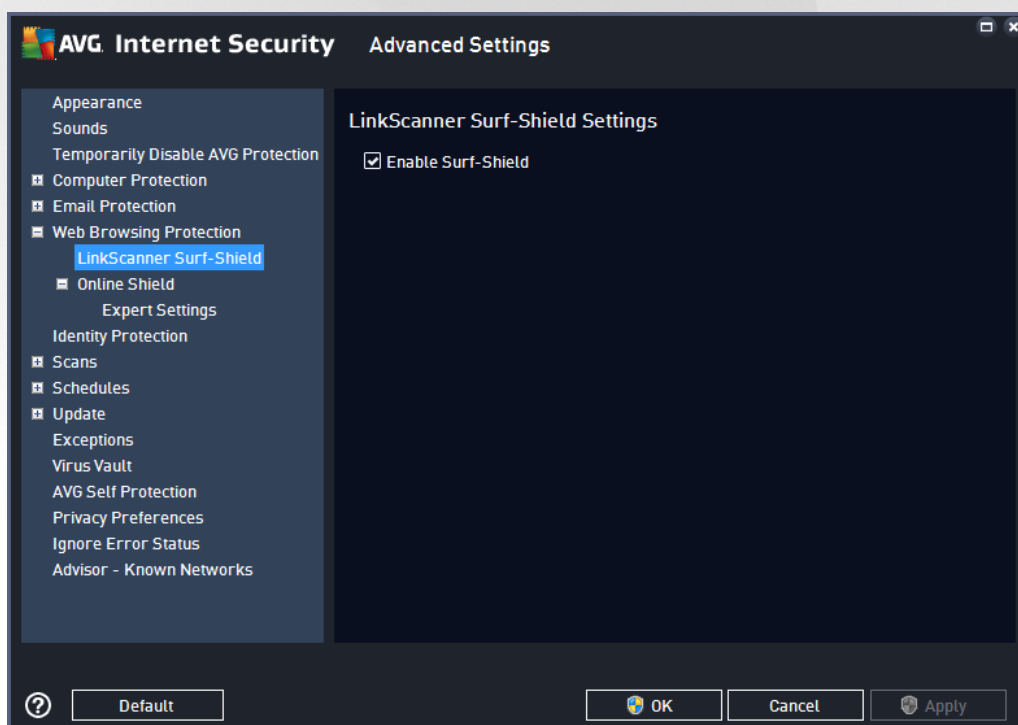 AVG. Internet Security Advanced Settings
Appearance
Sounds
Temporarily Disable AVG Protection
Computer Protection
Email Protection
Web Browsing Protection
LinkScanner Surf-Shield
Online Shield
Expert Settings
Identity Protection
Scans
Schedules
Update
Exceptions
Virus Vault
AVG Self Protection
Privacy Preferences
Ignore Error Status
Advisor - Known Networks
LinkScanner Surf-Shield Settings
Enable Surf-Shield
? Default OK Cancel Apply